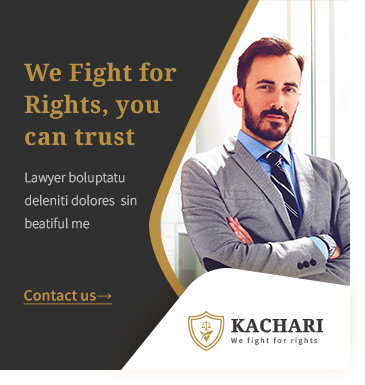 We Fight for
Rights, you
can trust
Lawyer boluptatu
deleniti dolores sin
beatiful me
Contact us→
KACHARI
We fight for rights